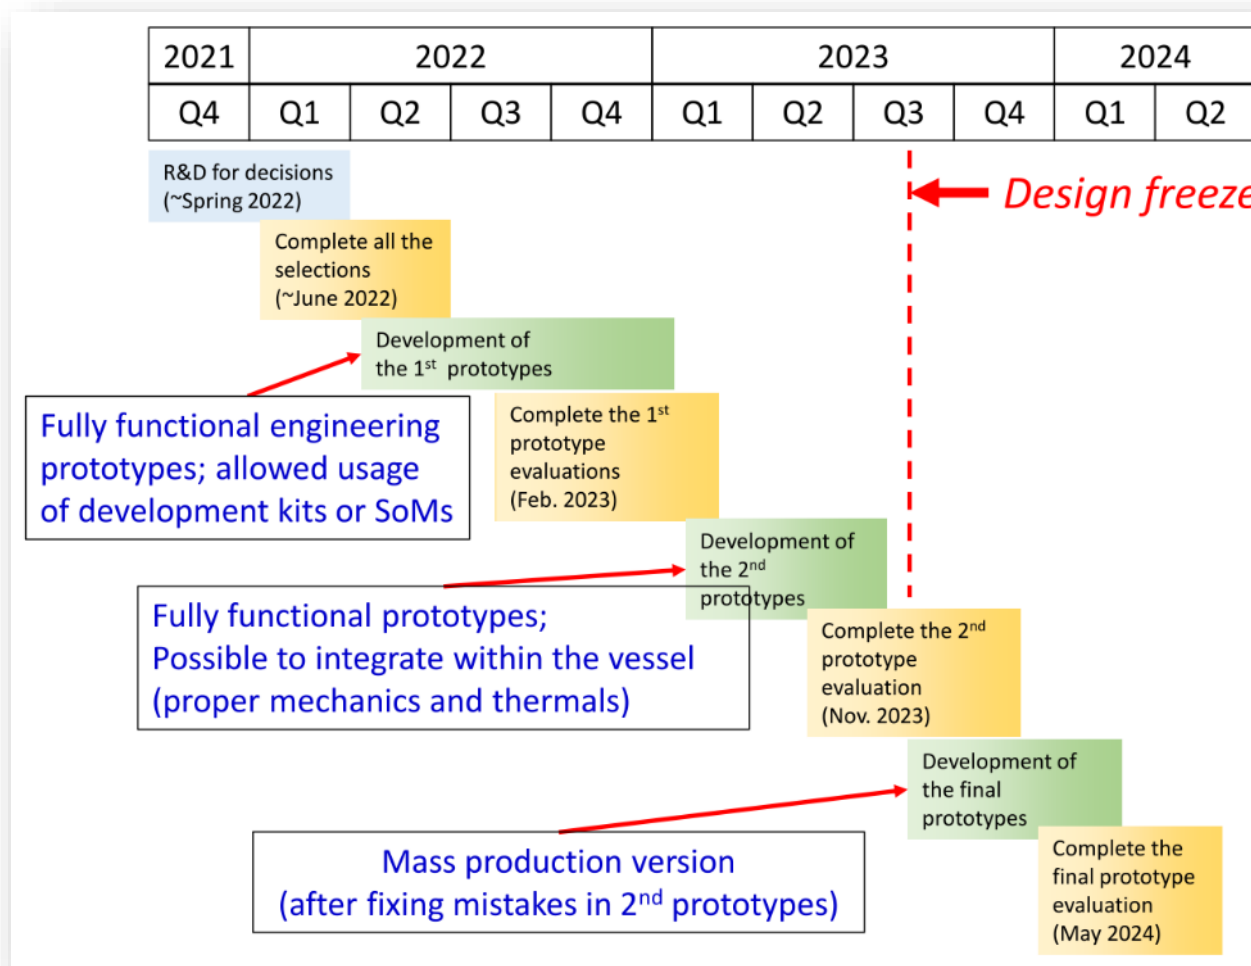 2021 2022 2023 2024
Q4 Q1 Q2 Q3 Q4 Q1 Q2 Q3 Q4 Q1 Q2
R&D for decisions
(~Spring 2022)
Design freeze
Complete all the
selections
(~June 2022)
Development of
the 1st prototypes
Fully functional engineering
prototypes; allowed usage
of development kits or SoMs
Complete the 1st
prototype
evaluations
(Feb. 2023)
Development of
the 2nd
prototypes
Fully functional prototypes;
Possible to integrate within the vessel
(proper mechanics and thermals)
Complete the 2nd
prototype
evaluation
(Nov. 2023)
Development of
the final
prototypes
Mass production version
(after fixing mistakes in 2nd prototypes)
Complete the
final prototype
evaluation
(May 2024)